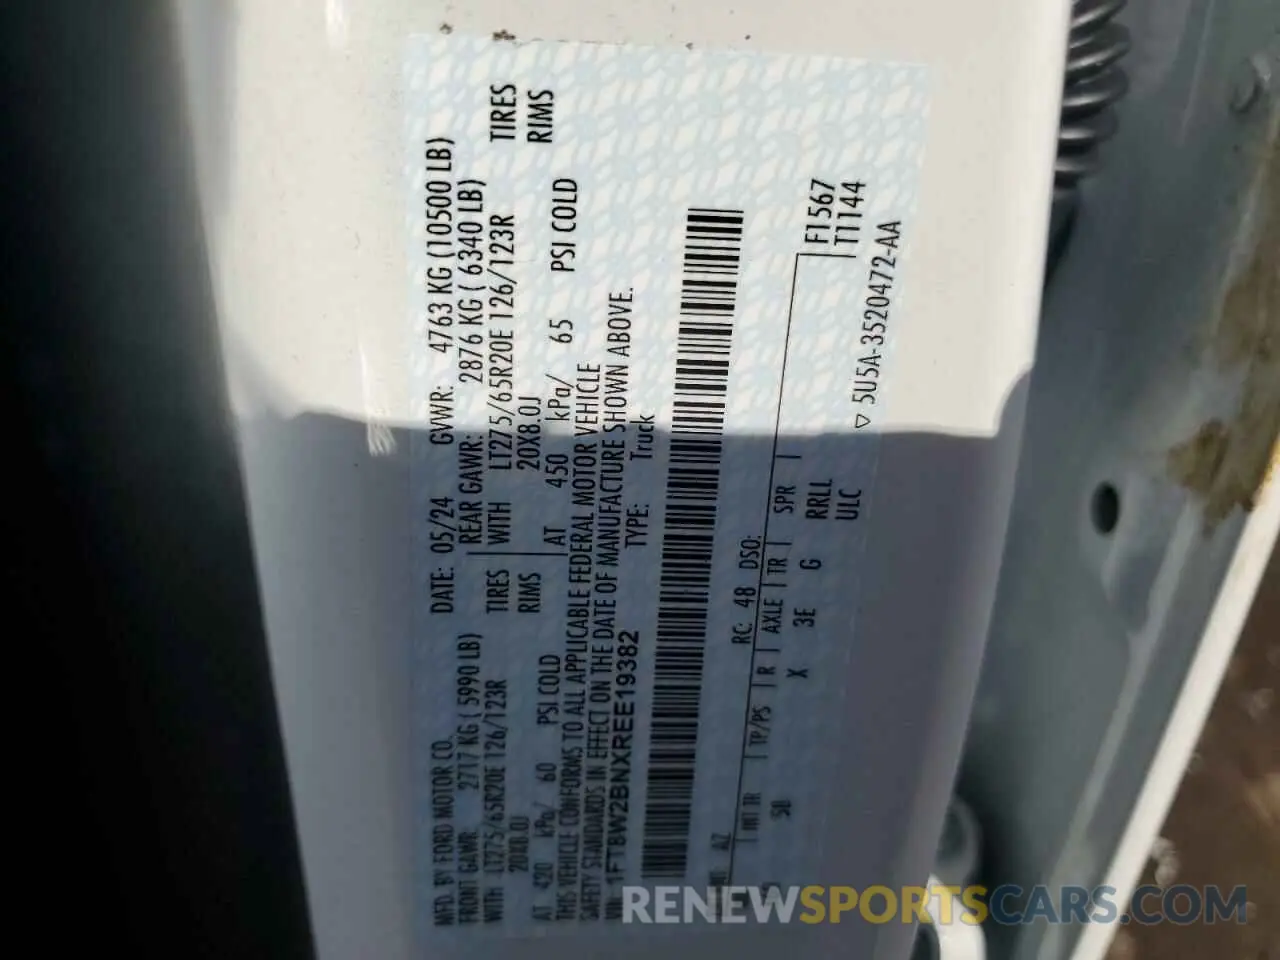 MFD. BY FORD MOTOR CO.
DATE: 05/24 GVWR: 4763 KG (10500 LB)
FRONT GAWR: 2717 KG ( 5990 LB) REAR GAWR: 2876 KG ( 6340 LB)
WITH LT275/65R20E 126/123R TIRES WITH LT275/65R20E 126/123R TIRES
20X8.0J RIMS 20X8.0J RIMS
AT 420 kPa/ 60 PSI COLD AT 450 kPa/ 65 PSI COLD
THIS VEHICLE CONFORMS TO ALL APPLICABLE FEDERAL MOTOR VEHICLE
SAFETY STANDARDS IN EFFECT ON THE DATE OF MANUFACTURE SHOWN ABOVE.
VIN: 1FT8W2BNXREE19382 TYPE: Truck
AZ RC: 48 DSO:
INT TR TP/PS R AXLE TR SPR
58 X 3E G RRLL
ULC
F1567
T1144
▽ 5U5A-3520472-AA
RENEWSPORTSCARS.COM